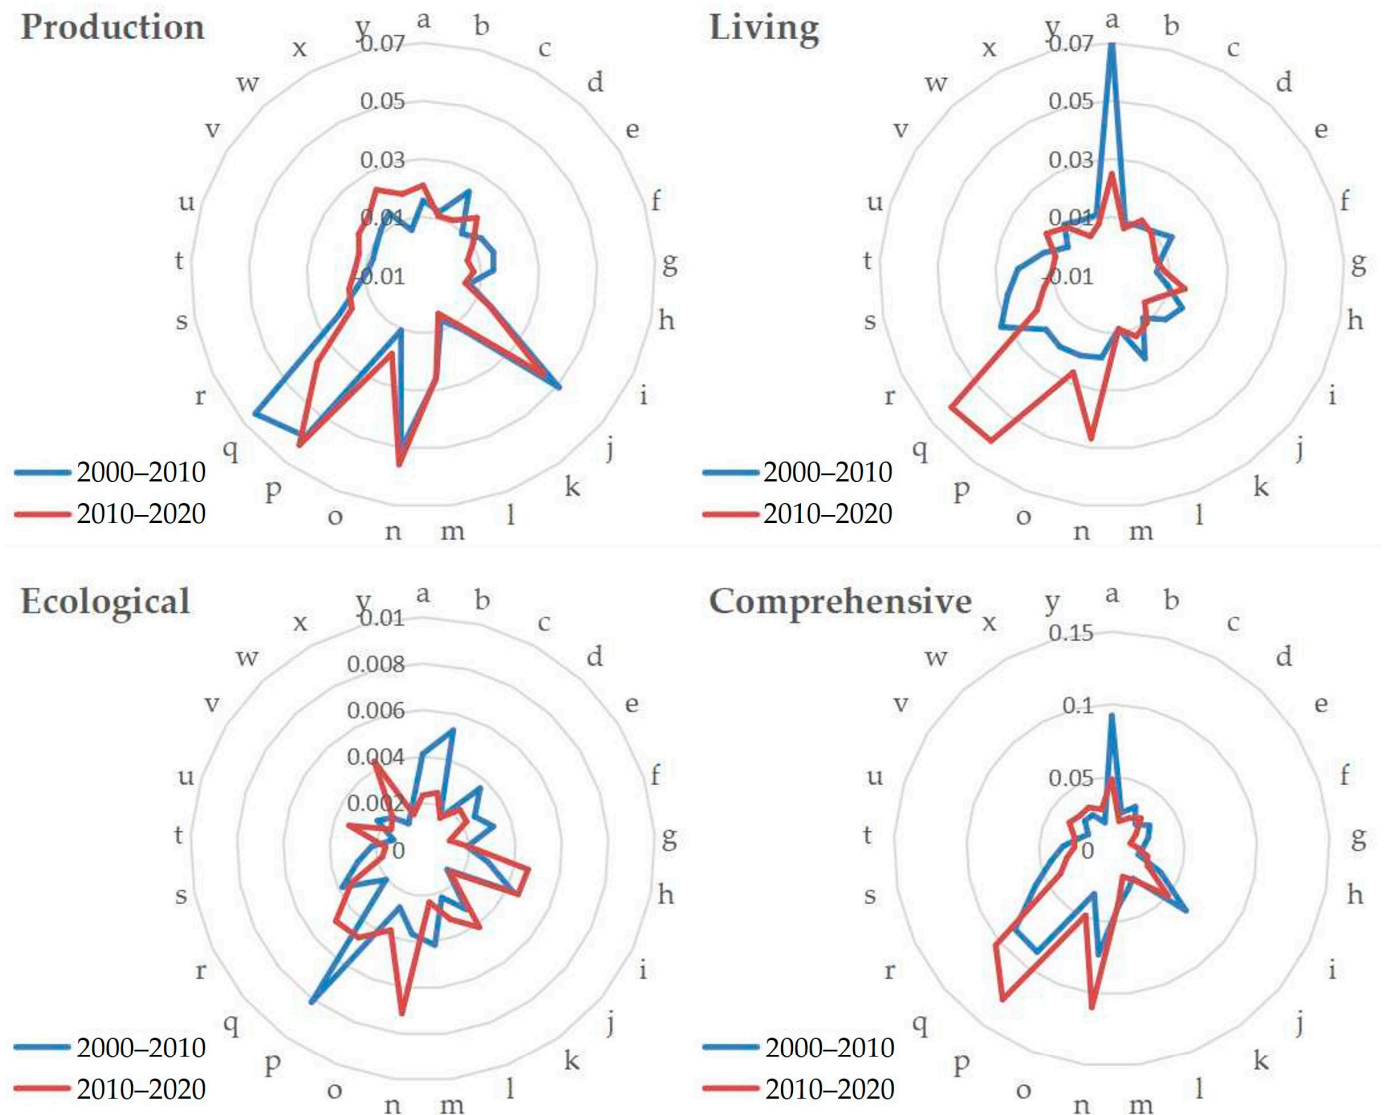 Production
a
b
c
d
e
f
g
h
i
j
k
l
m
n
o
p
q
r
s
t
u
v
w
x
y
0.07
0.05
0.03
0.01
-0.01
2000–2010
2010–2020
Living
a
b
c
d
e
f
g
h
i
j
k
l
m
n
o
p
q
r
s
t
u
v
w
x
y
0.07
0.05
0.03
0.01
-0.01
2000–2010
2010–2020
Ecological
a
b
c
d
e
f
g
h
i
j
k
l
m
n
o
p
q
r
s
t
u
v
w
x
y
0.01
0.008
0.006
0.004
0.002
0
2000–2010
2010–2020
Comprehensive
a
b
c
d
e
f
g
h
i
j
k
l
m
n
o
p
q
r
s
t
u
v
w
x
y
0.15
0.1
0.05
0
2000–2010
2010–2020